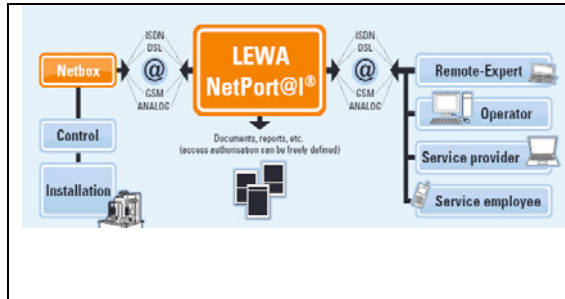 ISDN
DSL
@
GSM
ANALOG
Netbox
Control
Installation
LEWA
NetPort@l®
Documents, reports, etc.
(access authorisation can be freely defined)
ISDN
DSL
@
GSM
ANALOG
Remote-Expert
Operator
Service provider
Service employee